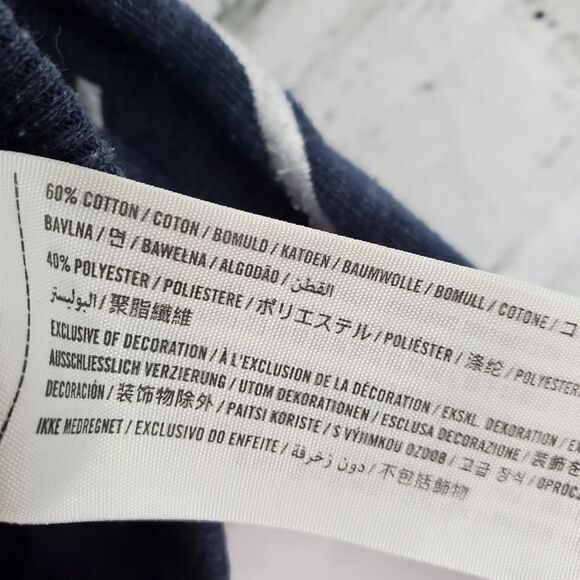 60% COTTON / COTON / BOMULD / KATOEN / BAUMWOLLE / BOMULL / COTONE / コ
BAVLNA / 면 / BAWEŁNA / ALGODÃO / القطن
40% POLYESTER / POLIESTERE / ポリエステル / POLIÉSTER / 涤纶 / POLYESTER
البوليستر / 聚脂纖維
EXCLUSIVE OF DECORATION / À L'EXCLUSION DE LA DÉCORATION / EKSKL. DEKORATION / EX
AUSSCHLIESSLICH VERZIERUNG / UTOM DEKORATIONEN / ESCLUSA DECORAZIONE / 装飾を
DECORACIÓN / 装饰物除外 / PAITSI KORISTE / S VÝJIMKOU OZDOB / 고급 장식 / OPRÓCZ
IKKE MEDREGNET / EXCLUSIVO DO ENFEITE / دون زخرفة / 不包括飾物